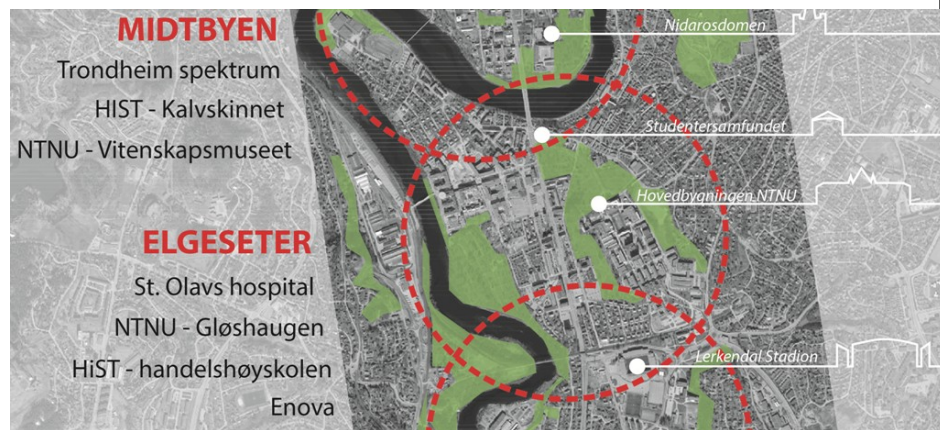 MIDTBYEN
Trondheim spektrum
HIST - Kalvskinnet
NTNU - Vitenskapsmuseet
ELGESETER
St. Olavs hospital
NTNU - Gløshaugen
HiST - handelshøyskolen
Enova
Nidarosdomen
Studentersamfundet
Hovedbygningen NTNU
Lerkendal Stadion